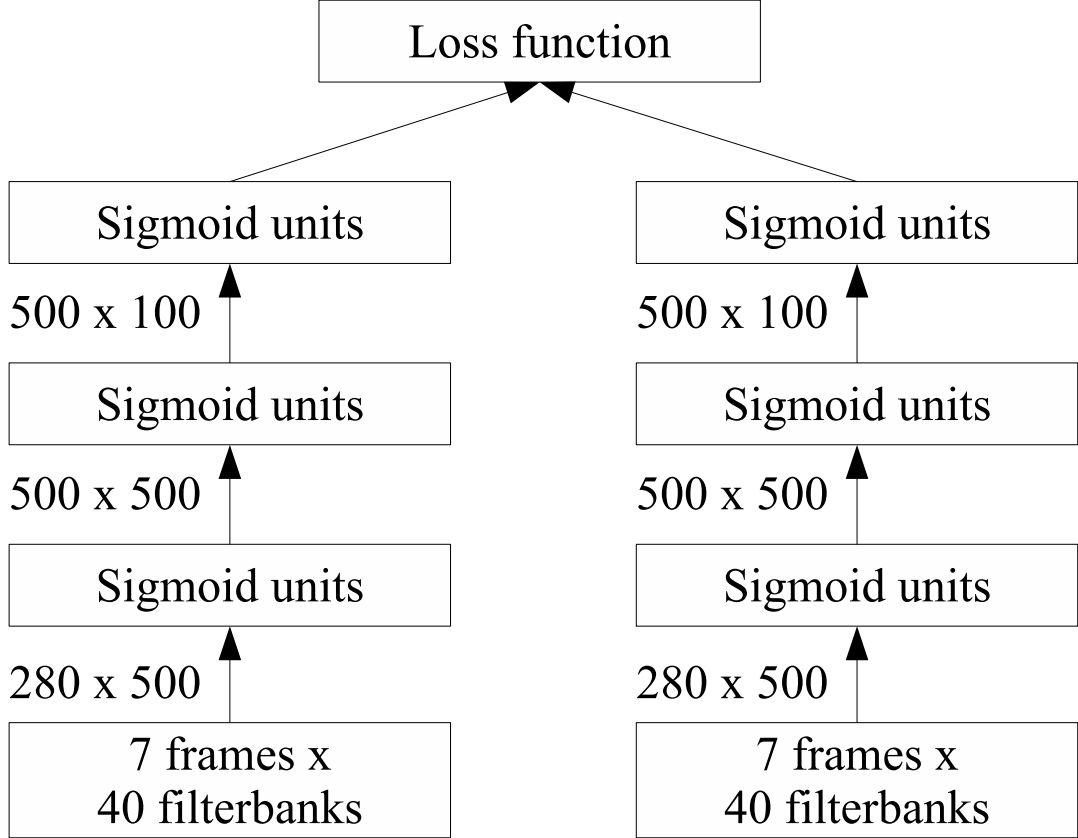 Loss function
Sigmoid units
Sigmoid units
500 x 100
500 x 100
Sigmoid units
Sigmoid units
500 x 500
500 x 500
Sigmoid units
Sigmoid units
280 x 500
280 x 500
7 frames x
40 filterbanks
7 frames x
40 filterbanks